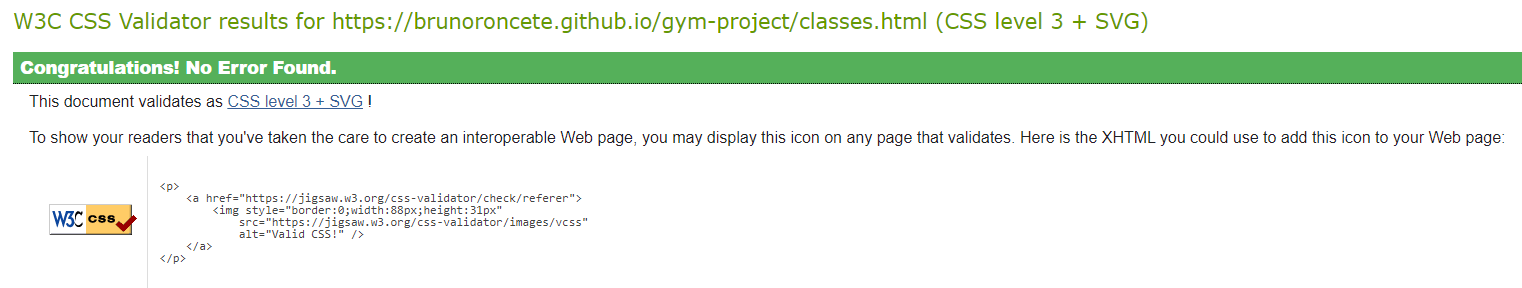 W3C CSS Validator results for https://brunoroncete.github.io/gym-project/classes.html (CSS level 3 + SVG)
Congratulations! No Error Found.
This document validates as CSS level 3 + SVG !
To show your readers that you've taken the care to create an interoperable Web page, you may display this icon on any page that validates. Here is the XHTML you could use to add this icon to your Web page:
W3C css
<p>
    <a href="https://jigsaw.w3.org/css-validator/check/referer">
        <img style="border:0;width:88px;height:31px"
            src="https://jigsaw.w3.org/css-validator/images/vcss"
            alt="Valid CSS!" />
    </a>
</p>